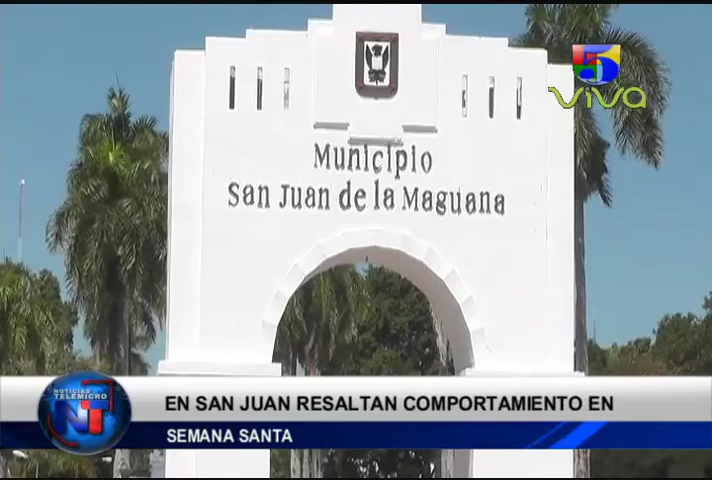 5
ViVa
Municipio
San Juan de la Maguana
NOTICIAS
TELEMICRO
NT
EN SAN JUAN RESALTAN COMPORTAMIENTO EN
SEMANA SANTA